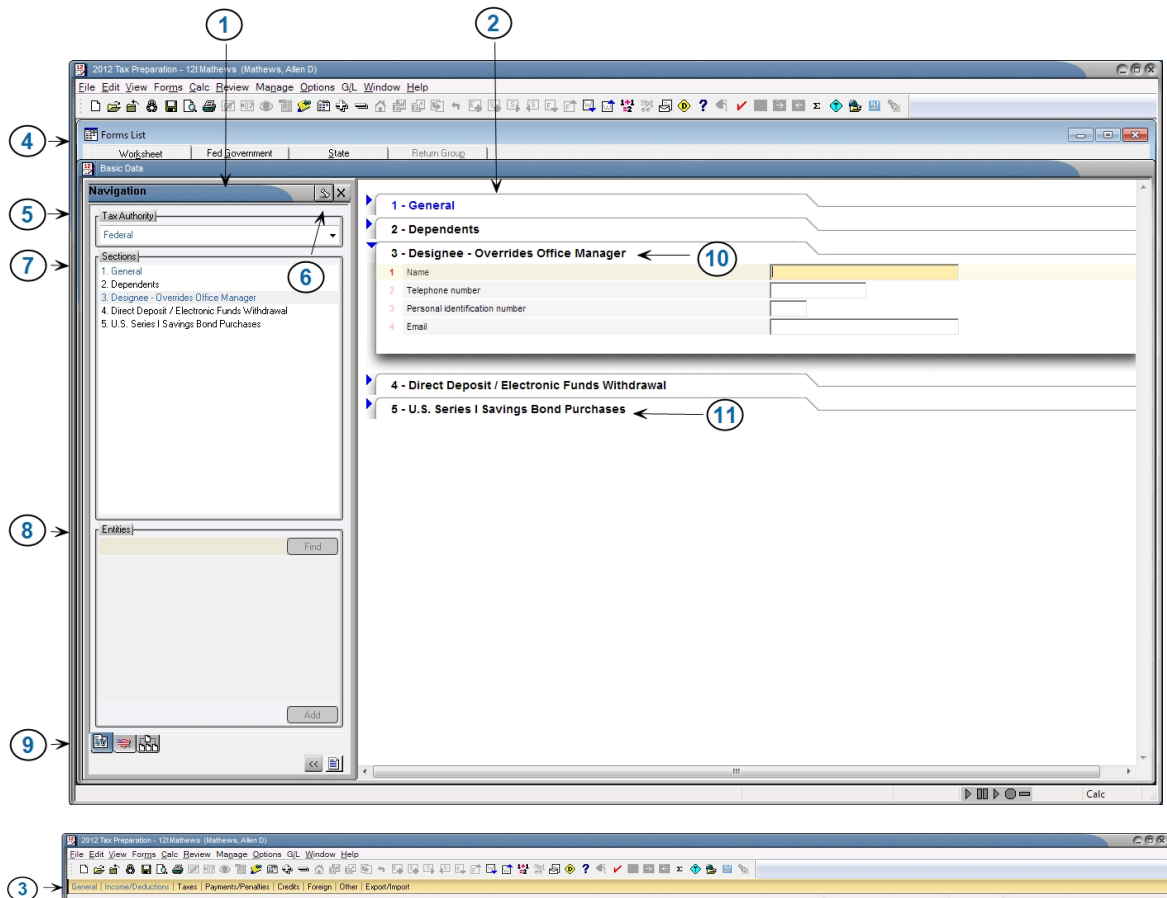 1
2
2012 Tax Preparation - 12I:Mathews (Mathews, Allen D)
File Edit View Forms Calc Review Manage Options G/L Window Help
4
Forms List
Worksheet Fed Government State Return Group
Basic Data
Navigation
5
Tax Authority
Federal
7
Sections
1. General
2. Dependents
3. Designee - Overrides Office Manager
4. Direct Deposit / Electronic Funds Withdrawal
5. U.S. Series I Savings Bond Purchases
6
1 - General
2 - Dependents
3 - Designee - Overrides Office Manager
10
1 Name
2 Telephone number
3 Personal identification number
4 Email
4 - Direct Deposit / Electronic Funds Withdrawal
5 - U.S. Series I Savings Bond Purchases
11
8
Entities
Find
Add
9
<<
Calc
2012 Tax Preparation - 12I:Mathews (Mathews, Allen D)
File Edit View Forms Calc Review Manage Options G/L Window Help
3
General | Income/Deductions | Taxes | Payments/Penalties | Credits | Foreign | Other | Export/Import